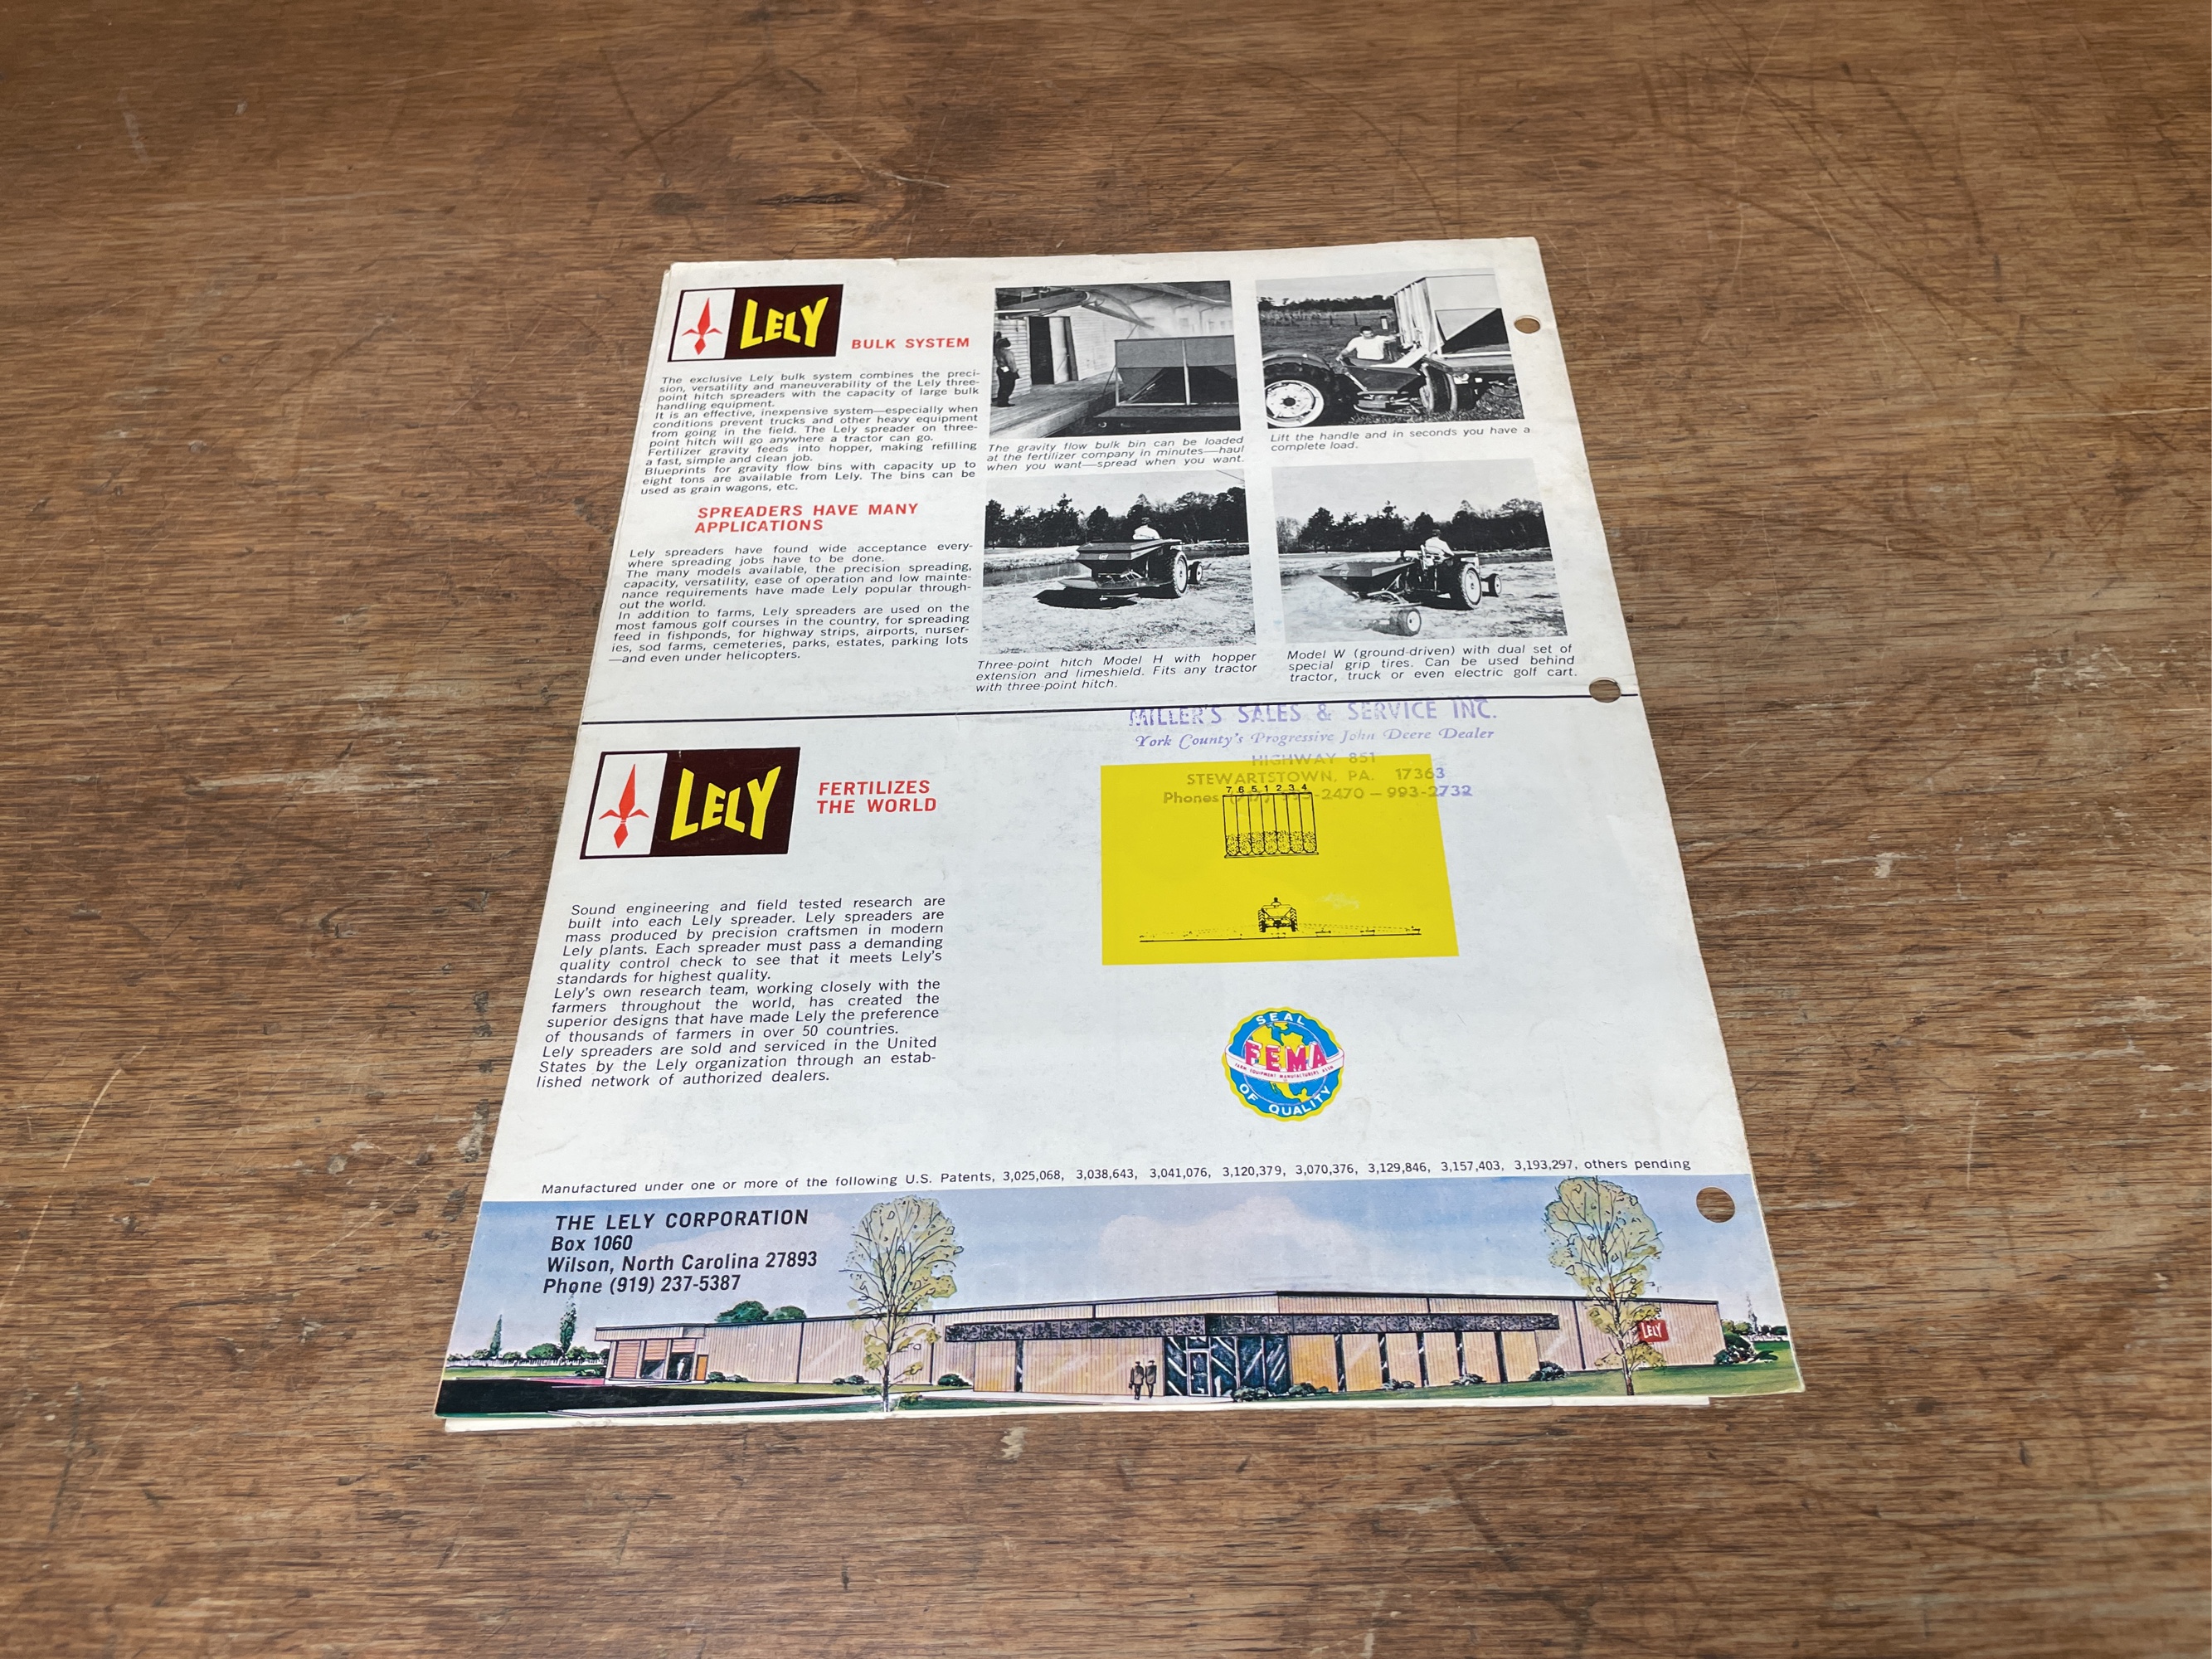 LELY
BULK SYSTEM
The exclusive Lely bulk system combines the preci-
sion, versatility and maneuverability of the Lely three-
point hitch spreaders with the capacity of large bulk
handling equipment.
It is an effective, inexpensive system—especially when
conditions prevent trucks and other heavy equipment
from going in the field. The Lely spreader on three-
point hitch will go anywhere a tractor can go.
Fertilizer gravity feeds into hopper, making refilling
a fast, simple and clean job.
Blueprints for gravity flow bins with capacity up to
eight tons are available from Lely. The bins can be
used as grain wagons, etc.
SPREADERS HAVE MANY
APPLICATIONS
Lely spreaders have found wide acceptance every-
where spreading jobs have to be done.
The many models available, the precision spreading,
capacity, versatility, ease of operation and low mainte-
nance requirements have made Lely popular through-
out the world.
In addition to farms, Lely spreaders are used on the
most famous golf courses in the country, for spreading
feed in fishponds, for highway strips, airports, nurser-
ies, sod farms, cemeteries, parks, estates, parking lots
—and even under helicopters.
The gravity flow bulk bin can be loaded
at the fertilizer company in minutes—haul
when you want—spread when you want.
Lift the handle and in seconds you have a
complete load.
Three-point hitch Model H with hopper
extension and limeshield. Fits any tractor
with three-point hitch.
Model W (ground-driven) with dual set of
special grip tires. Can be used behind
tractor, truck or even electric golf cart.
MILLER'S SALES & SERVICE INC.
York County's Progressive John Deere Dealer
HIGHWAY 851
STEWARTSTOWN, PA. 17363
Phones -2470 – 993-2732
7 6 5 1 2 3 4
LELY
FERTILIZES
THE WORLD
Sound engineering and field tested research are
built into each Lely spreader. Lely spreaders are
mass produced by precision craftsmen in modern
Lely plants. Each spreader must pass a demanding
quality control check to see that it meets Lely's
standards for highest quality.
Lely's own research team, working closely with the
farmers throughout the world, has created the
superior designs that have made Lely the preference
of thousands of farmers in over 50 countries.
Lely spreaders are sold and serviced in the United
States by the Lely organization through an estab-
lished network of authorized dealers.
SEAL
FEMA
FARM EQUIPMENT MANUFACTURERS ASSN.
OF QUALITY
Manufactured under one or more of the following U.S. Patents, 3,025,068, 3,038,643, 3,041,076, 3,120,379, 3,070,376, 3,129,846, 3,157,403, 3,193,297, others pending
THE LELY CORPORATION
Box 1060
Wilson, North Carolina 27893
Phone (919) 237-5387
LELY